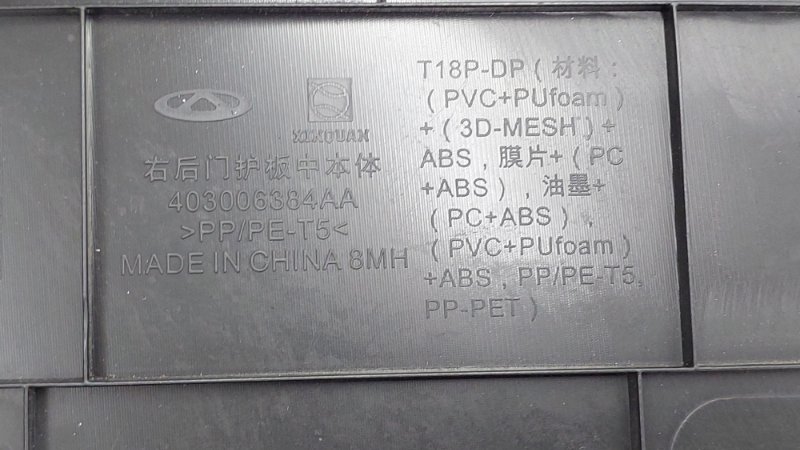 XINQUAN
右后门护板中本体
403006384AA
>PP/PE-T5<
MADE IN CHINA 8MH
T18P-DP(材料:
(PVC+PUfoam)
+(3D-MESH)+
ABS,膜片+(PC
+ABS),油墨+
(PC+ABS),
(PVC+PUfoam)
+ABS,PP/PE-T5,
PP-PET)